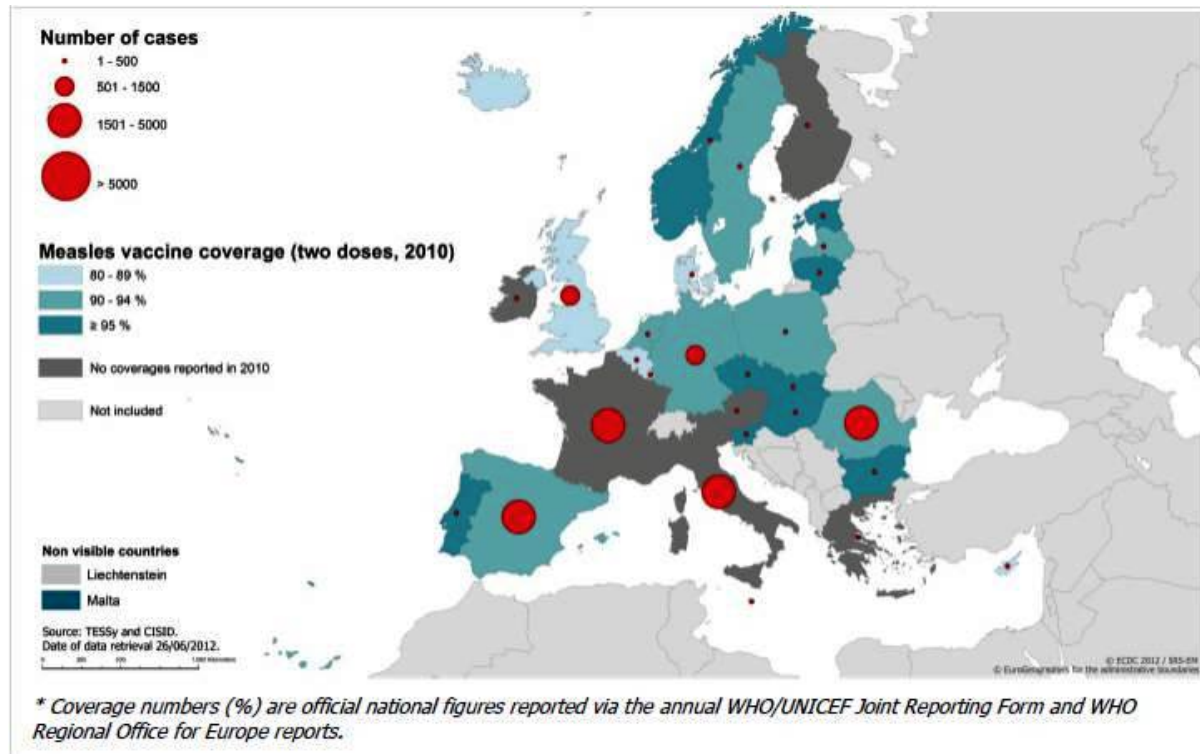 Number of cases
1 - 500
501 - 1500
1501 - 5000
> 5000
Measles vaccine coverage (two doses, 2010)
80 - 89 %
90 - 94 %
≥ 95 %
No coverages reported in 2010
Not included
Non visible countries
Liechtenstein
Malta
Source: TESSy and CISID.
Date of data retrieval 26/06/2012.
© ECDC 2012 / SRS-EM
© EuroGeographics for the administrative boundaries
* Coverage numbers (%) are official national figures reported via the annual WHO/UNICEF Joint Reporting Form and WHO
Regional Office for Europe reports.